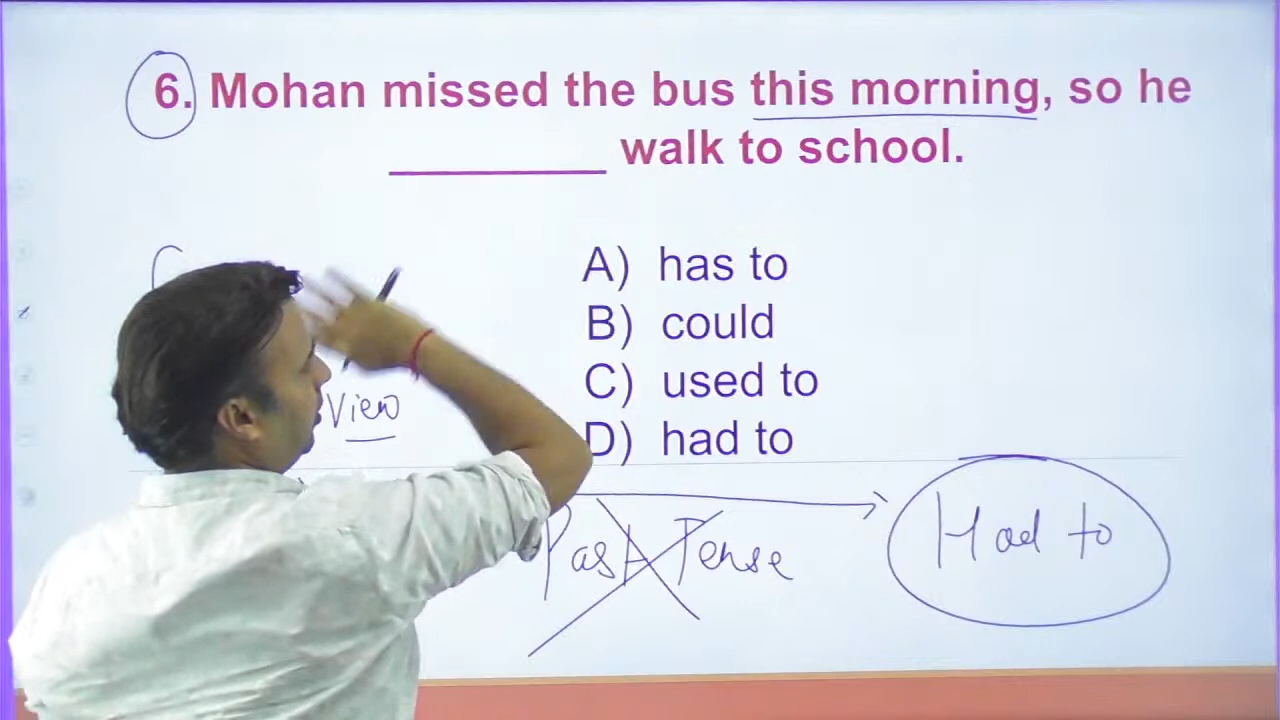 6. Mohan missed the bus this morning, so he
__________ walk to school.
A) has to
B) could
C) used to
D) had to
View
Past Tense
Had to